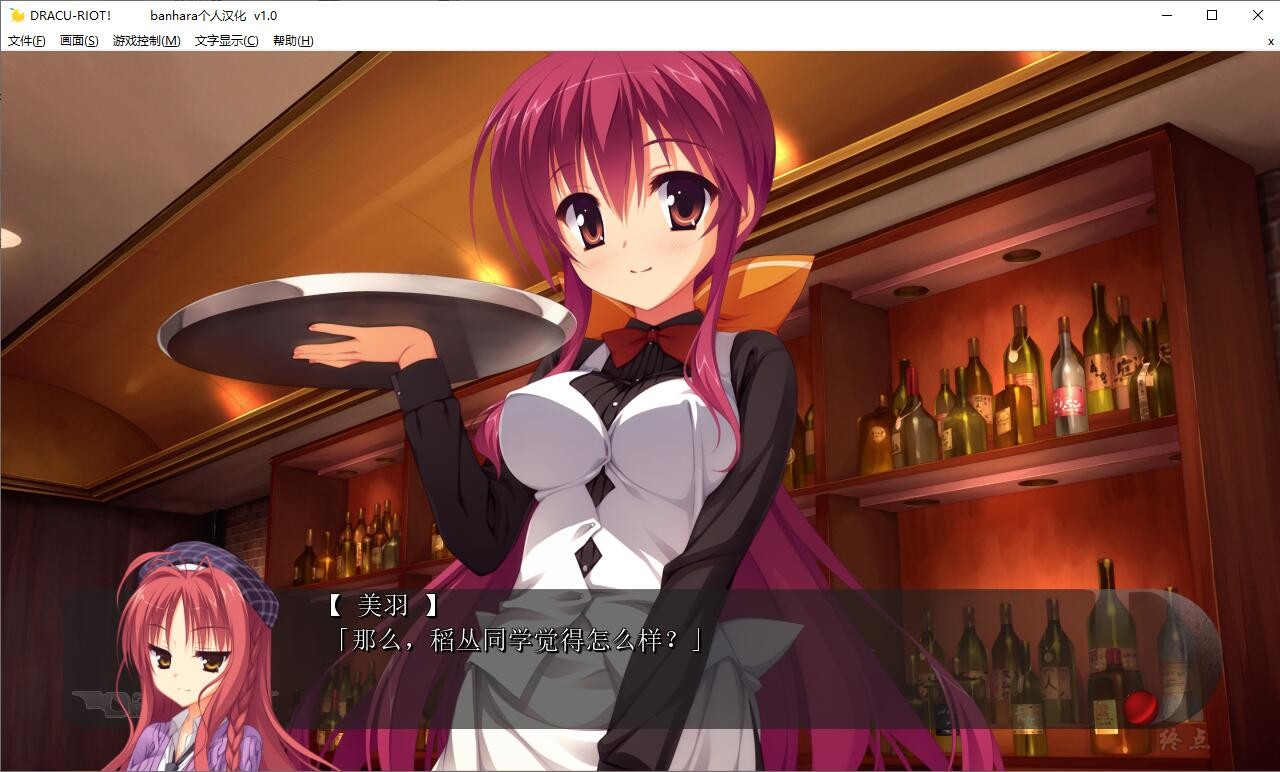 DRACU-RIOT! banhara个人汉化 v1.0
文件(F) 画面(S) 游戏控制(M) 文字显示(C) 帮助(H) x
【 美羽 】
「那么，稻丛同学觉得怎么样？」
终点